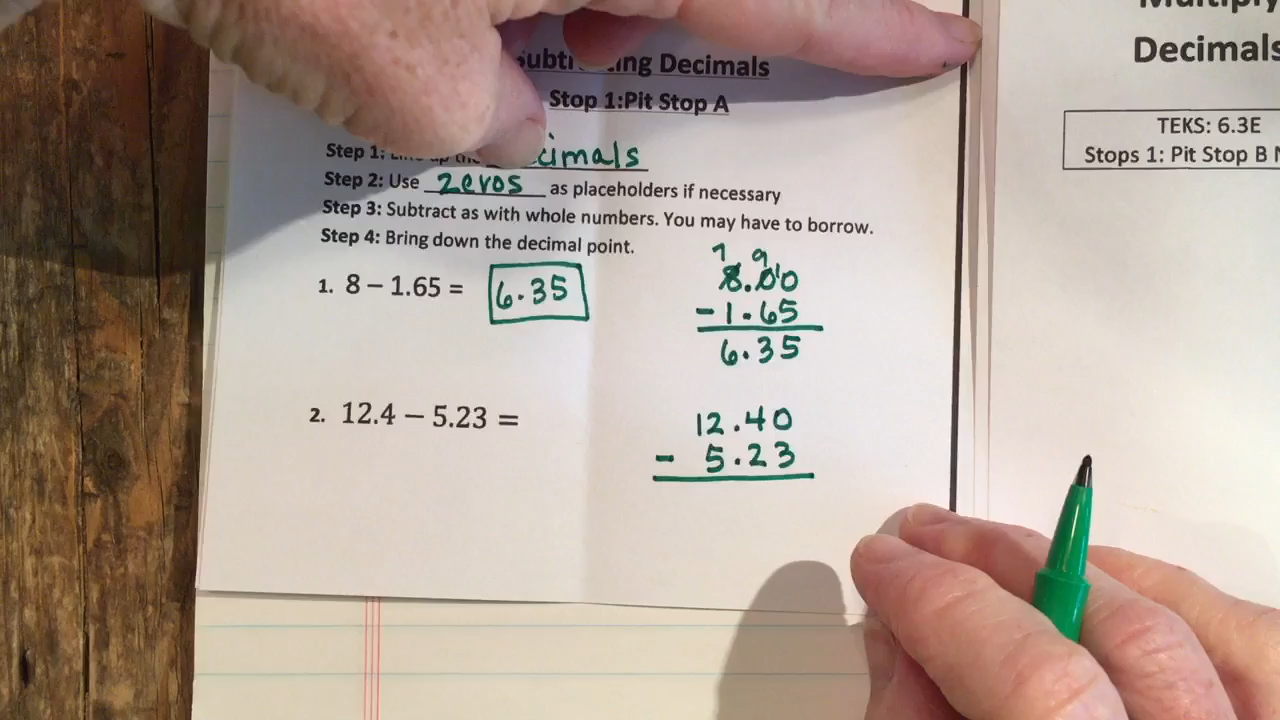 Subtracting Decimals
Stop 1:Pit Stop A
Step 1: Line up the decimals
Step 2: Use zeros as placeholders if necessary
Step 3: Subtract as with whole numbers. You may have to borrow.
Step 4: Bring down the decimal point.
1. 8 – 1.65 = 6.35
7 9
8.00
- 1.65
6.35
2. 12.4 – 5.23 =
12.40
- 5.23
Multiply
Decimals
TEKS: 6.3E
Stops 1: Pit Stop B